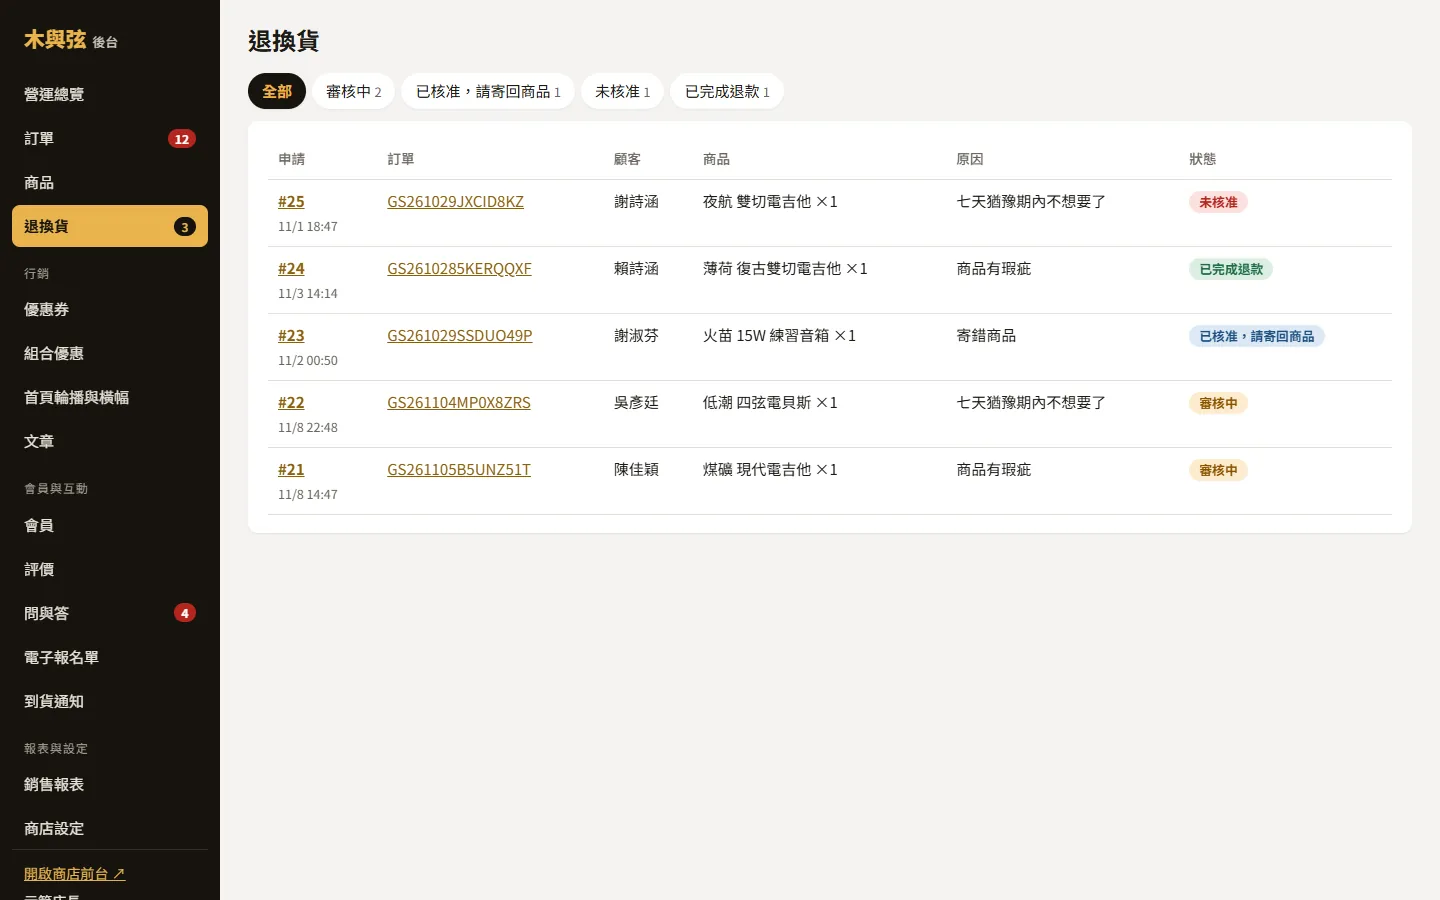 木與弦 後台
營運總覽
訂單 12
商品
退換貨 3
行銷
優惠券
組合優惠
首頁輪播與橫幅
文章
會員與互動
會員
評價
問與答 4
電子報名單
到貨通知
報表與設定
銷售報表
商店設定
開啟商店前台 ↗
退換貨
全部 審核中 2 已核准，請寄回商品 1 未核准 1 已完成退款 1
申請 訂單 顧客 商品 原因 狀態
#25 GS261029JXCID8KZ 謝詩涵 夜航 雙切電吉他 ×1 七天猶豫期內不想要了 未核准
11/1 18:47
#24 GS2610285KERQQXF 賴詩涵 薄荷 復古雙切電吉他 ×1 商品有瑕疵 已完成退款
11/3 14:14
#23 GS261029SSDUO49P 謝淑芬 火苗 15W 練習音箱 ×1 寄錯商品 已核准，請寄回商品
11/2 00:50
#22 GS261104MP0X8ZRS 吳彥廷 低潮 四弦電貝斯 ×1 七天猶豫期內不想要了 審核中
11/8 22:48
#21 GS261105B5UNZ51T 陳佳穎 煤礦 現代電吉他 ×1 商品有瑕疵 審核中
11/8 14:47